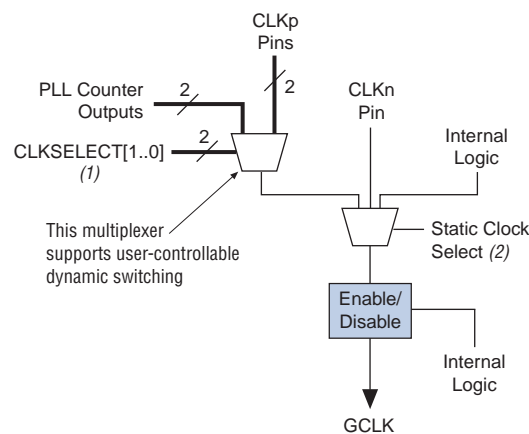 CLKp
Pins
PLL Counter
Outputs
2
2
CLKn
Pin
Internal
Logic
CLKSELECT[1..0]
(1)
2
This multiplexer
supports user-controllable
dynamic switching
Static Clock
Select (2)
Enable/
Disable
Internal
Logic
GCLK